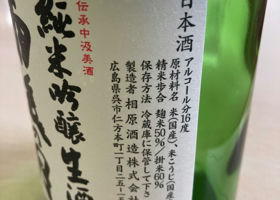 日本酒
アルコール分16度
原材料名 米(国産)、米こうじ(国産
精米歩合 麹米50%/掛米60%
保存方法 冷蔵庫に保管して下さ
製造者 相原酒造株式会
広島県呉市仁方本町一丁目二五ー一
伝承中汲美酒
純米吟醸生酒